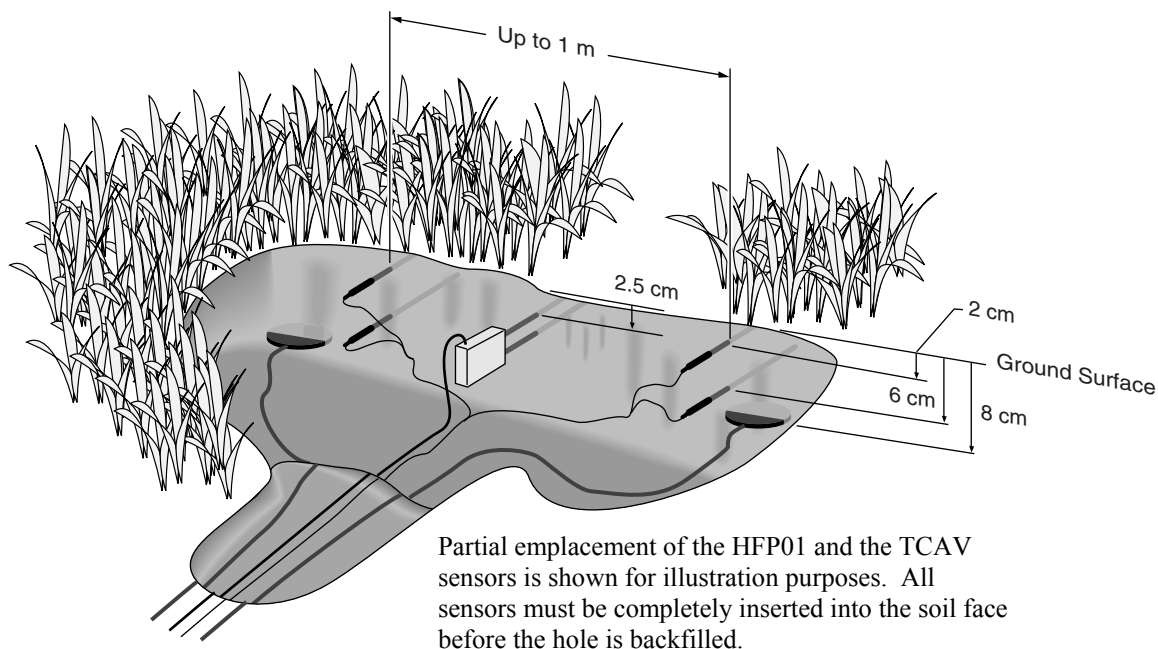 Up to 1 m
2.5 cm
2 cm
Ground Surface
6 cm
8 cm
Partial emplacement of the HFP01 and the TCAV
sensors is shown for illustration purposes.  All
sensors must be completely inserted into the soil face
before the hole is backfilled.